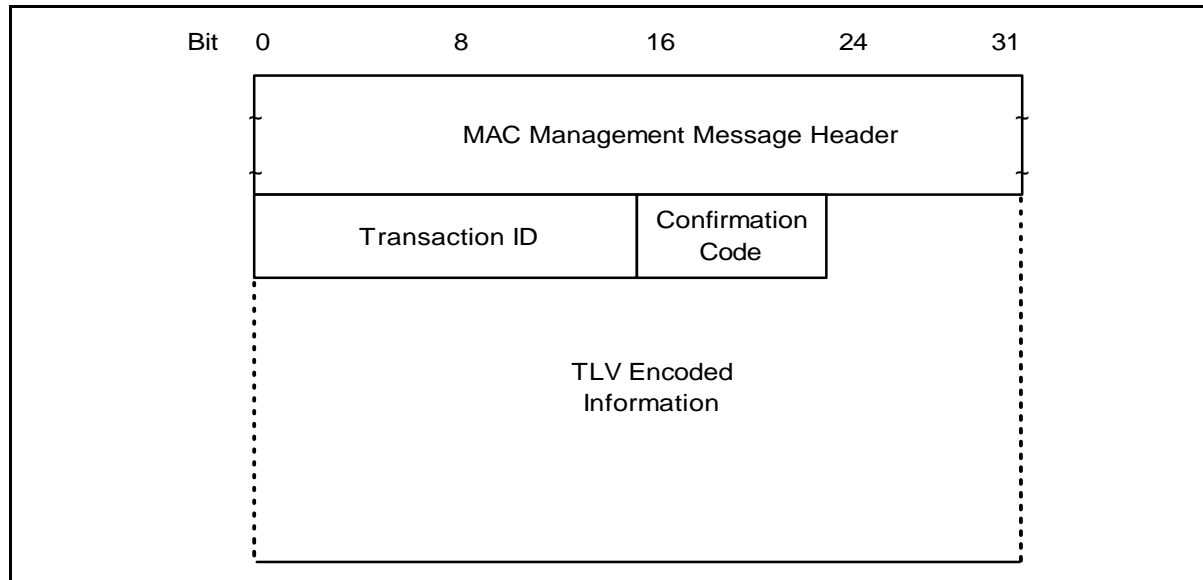 Bit 0 8 16 24 31
MAC Management Message Header
Transaction ID
Confirmation
Code
TLV Encoded
Information